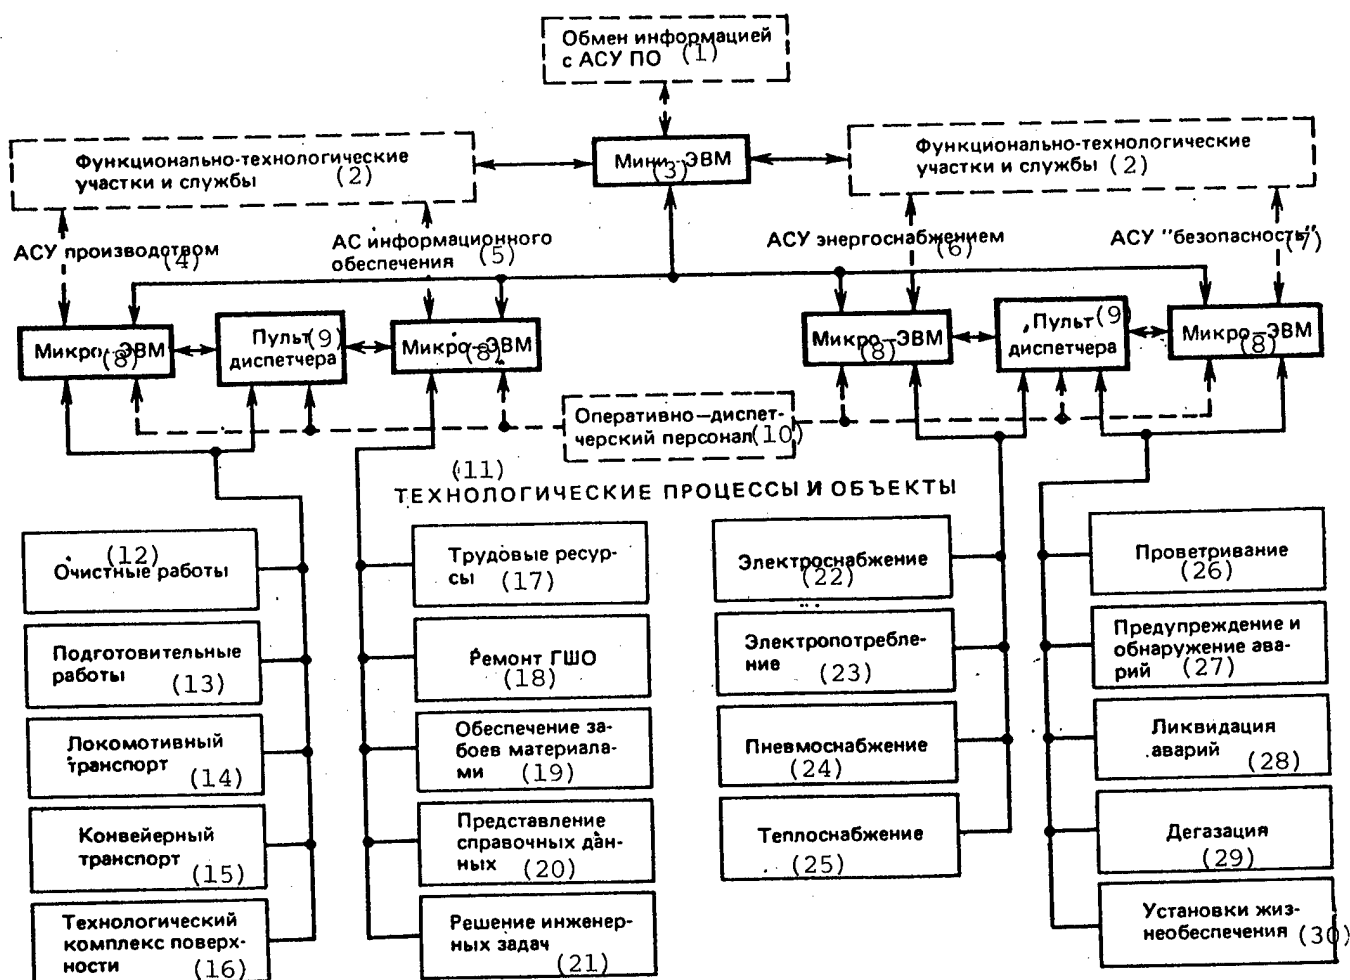 Обмен информацией
с АСУ ПО (1)
Функционально-технологические
участки и службы (2)
Мини-ЭВМ
(3)
Функционально-технологические
участки и службы (2)
АСУ производством
(4)
АС информационного
обеспечения (5)
АСУ энергоснабжением
(6)
АСУ "безопасность"
(7)
Микро-ЭВМ
(8)
Пульт (9)
диспетчера
Микро-ЭВМ
(8)
Микро-ЭВМ
(8)
Пульт (9)
диспетчера
Микро-ЭВМ
(8)
Оперативно-диспет-
черский персонал (10)
(11)
ТЕХНОЛОГИЧЕСКИЕ ПРОЦЕССЫ И ОБЪЕКТЫ
(12)
Очистные работы
Подготовительные
работы (13)
Локомотивный
транспорт (14)
Конвейерный
транспорт (15)
Технологический
комплекс поверх-
ности (16)
Трудовые ресур-
сы (17)
Ремонт ГШО
(18)
Обеспечение за-
боев материала-
ми (19)
Представление
справочных дан-
ных (20)
Решение инженер-
ных задач
(21)
Электроснабжение
(22)
Электропотребле-
ние (23)
Пневмоснабжение
(24)
Теплоснабжение
(25)
Проветривание
(26)
Предупреждение и
обнаружение ава-
рий (27)
Ликвидация
аварий (28)
Дегазация
(29)
Установки жиз-
необеспечения (30)